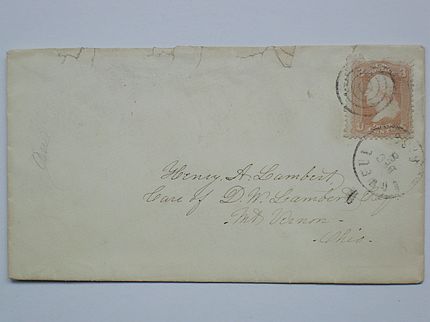 Henry A. Lambert
Care of D. W. Lambert
Mt Vernon
Ohio.